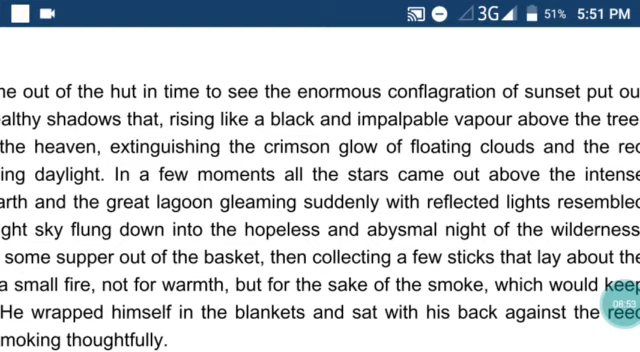 3G 51% 5:51 PM
me out of the hut in time to see the enormous conflagration of sunset put ou
ealthy shadows that, rising like a black and impalpable vapour above the tree
the heaven, extinguishing the crimson glow of floating clouds and the red
ing daylight. In a few moments all the stars came out above the intense
arth and the great lagoon gleaming suddenly with reflected lights resembled
ght sky flung down into the hopeless and abysmal night of the wilderness
some supper out of the basket, then collecting a few sticks that lay about the
a small fire, not for warmth, but for the sake of the smoke, which would keep
08:53
He wrapped himself in the blankets and sat with his back against the reed
moking thoughtfully.